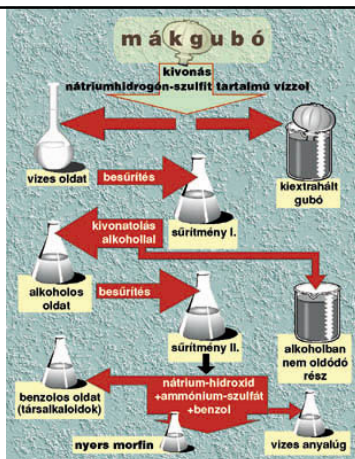 mákgubó
kivonás
nátriumhidrogén-szulfit tartalmú vízzel
vizes oldat
besűrítés
sűrítmény I.
kiextrahált
gubó
kivonatolás
alkohollal
alkoholos
oldat
besűrítés
sűrítmény II.
alkoholban
nem oldódó
rész
benzolos oldat
(társalkaloidok)
nátrium-hidroxid
+ammónium-szulfát
+benzol
nyers morfin
vizes anyalúg